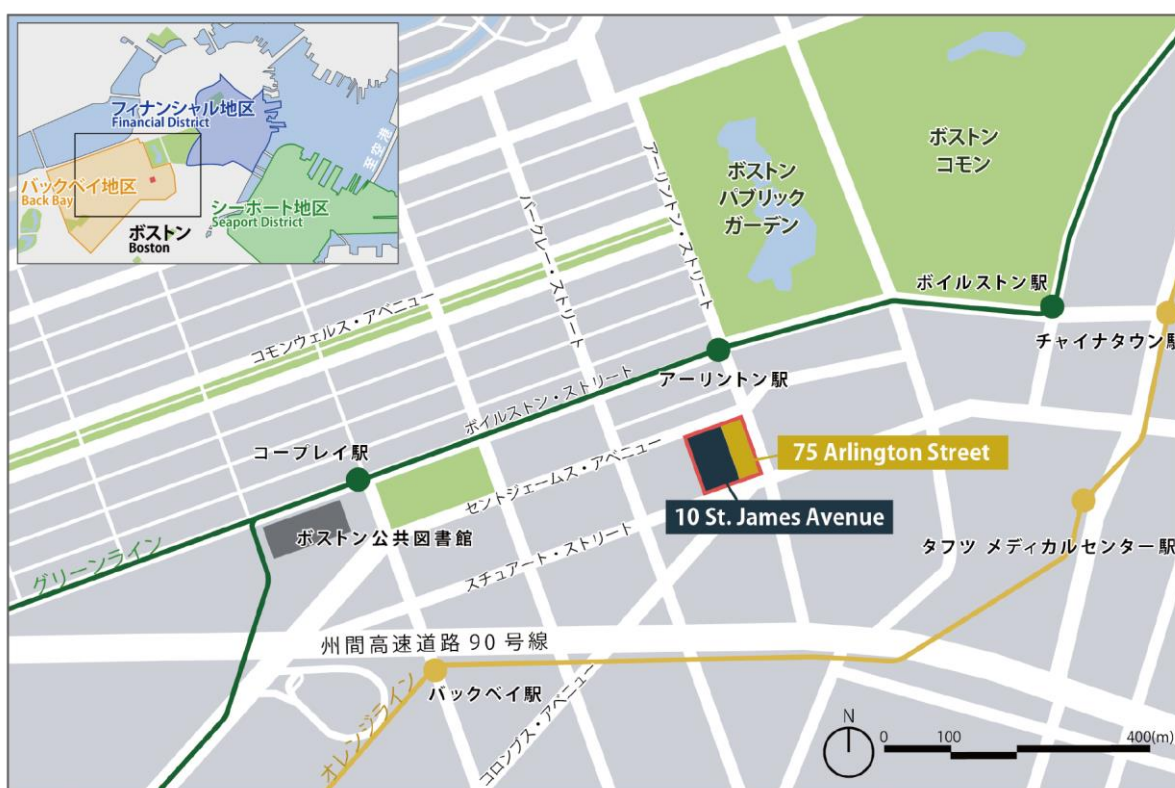 フィナンシャル地区
Financial District
至空港
バックベイ地区
Back Bay
シーポート地区
Seaport District
ボストン
Boston
ボストン
コモン
ボストン
パブリック
ガーデン
アーリントン・ストリート
バークレー・ストリート
コモンウェルス・アベニュー
ボイルストン駅
チャイナタウン駅
アーリントン駅
ボイルストン・ストリート
コープレイ駅
セントジェームス・アベニュー
75 Arlington Street
10 St. James Avenue
ボストン公共図書館
スチュアート・ストリート
タフツ メディカルセンター駅
グリーンライン
州間高速道路 90 号線
バックベイ駅
オレンジライン
コロンブス・アベニュー
N
0 100 400(m)